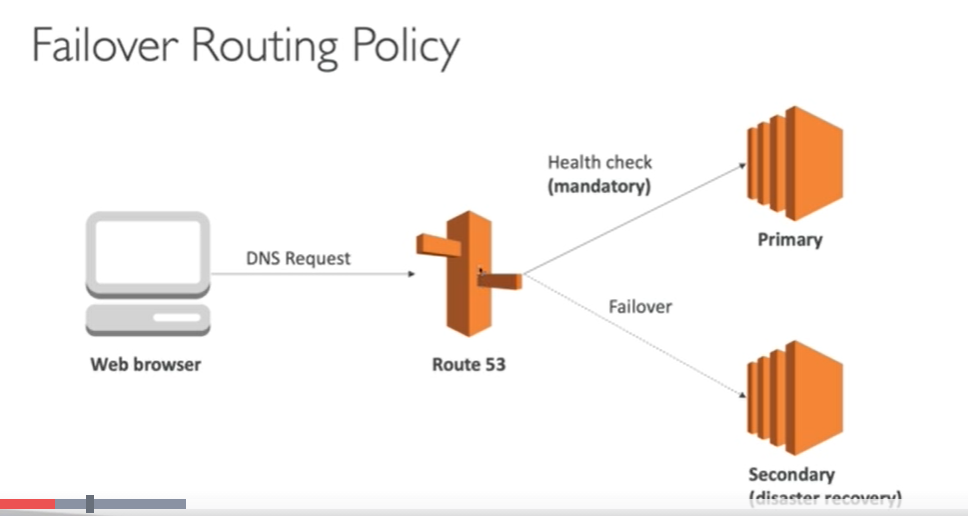 Failover Routing Policy
Health check
(mandatory)
Primary
DNS Request
Failover
Web browser
Route 53
Secondary
(disaster recovery)